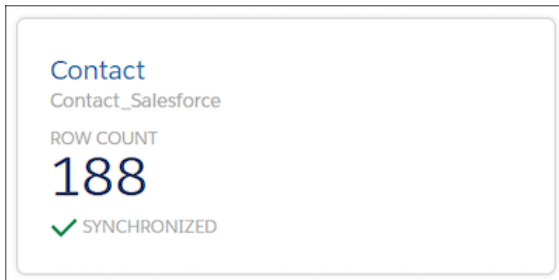 Contact
Contact_Salesforce
ROW COUNT
188
SYNCHRONIZED